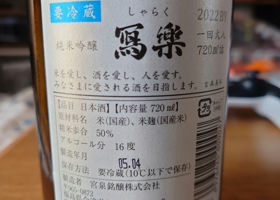 要冷蔵
しゃらく
2022BY
純米吟醸
寫樂
一回火入
720㎖
米を愛し、酒を愛し、人を愛す。
みなさまに愛される酒を目指します。
【品目 日本酒】【内容量 720㎖】
原材料名 米(国産)、米麹(国産米)
精米歩合 50%
アルコール分 16度
製造年月 05.04
保存方法 要冷蔵(10℃以下で保存)
製造者 宮泉銘醸株式会社
〒965-0872